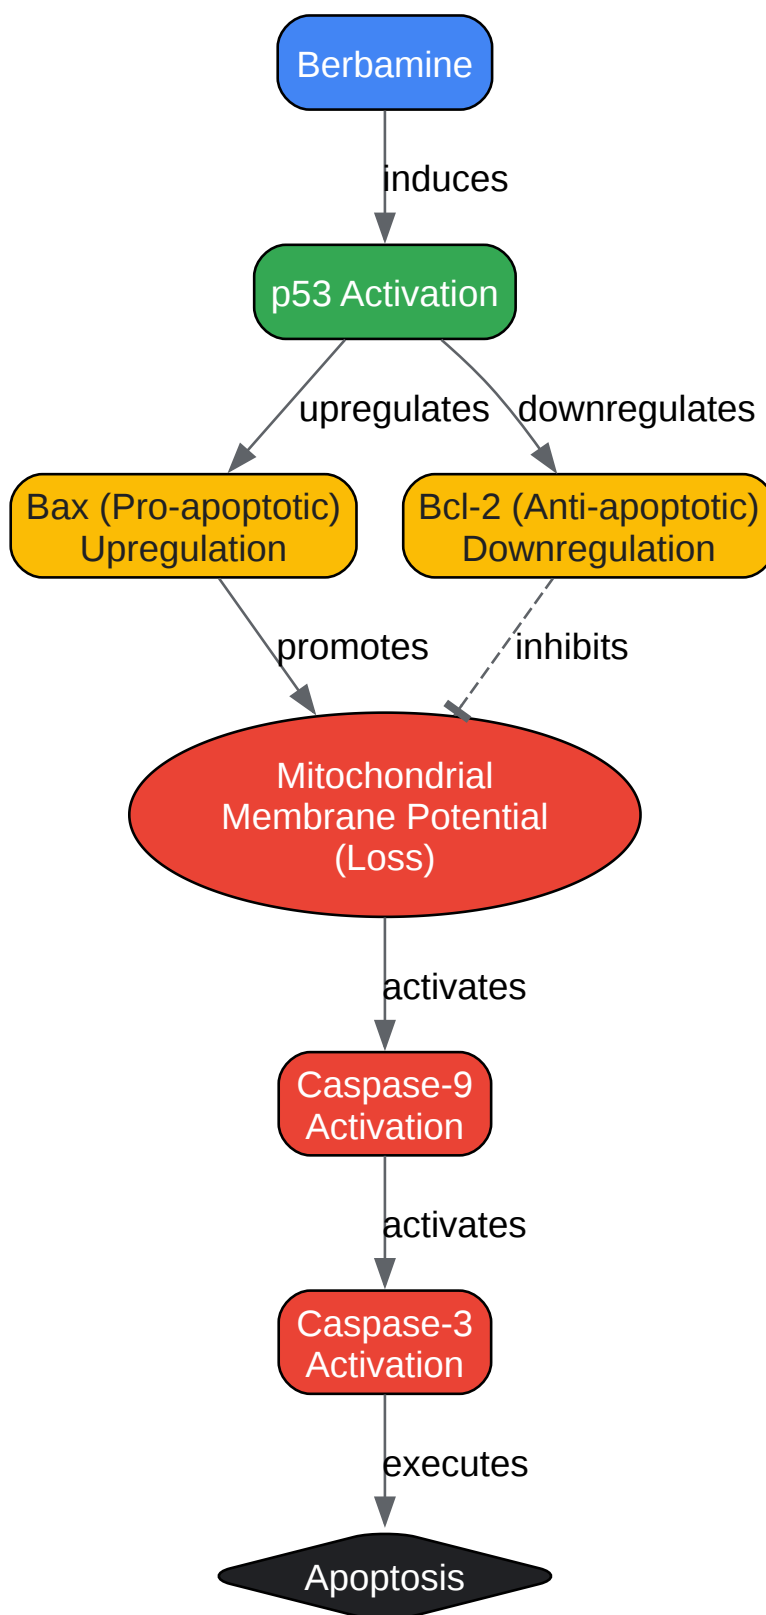 Berbamine
induces
p53 Activation
upregulates
downregulates
Bax (Pro-apoptotic)
Upregulation
Bcl-2 (Anti-apoptotic)
Downregulation
promotes
inhibits
Mitochondrial
Membrane Potential
(Loss)
activates
Caspase-9
Activation
activates
Caspase-3
Activation
executes
Apoptosis